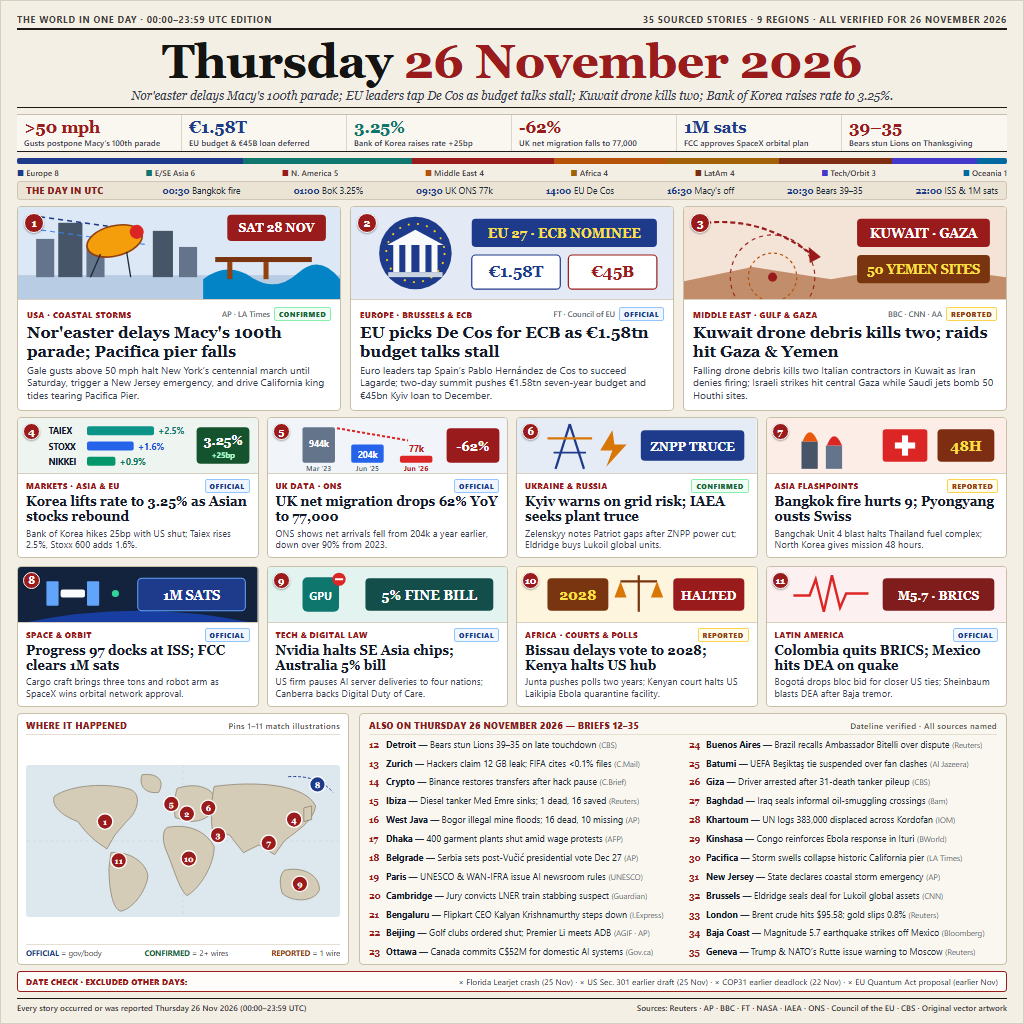 THE WORLD IN ONE DAY · 00:00–23:59 UTC EDITION
35 SOURCED STORIES · 9 REGIONS · ALL VERIFIED FOR 26 NOVEMBER 2026
Thursday 26 November 2026
Nor'easter delays Macy's 100th parade; EU leaders tap De Cos as budget talks stall; Kuwait drone kills two; Bank of Korea raises rate to 3.25%.
>50 mph
Gusts postpone Macy's 100th parade
€1.58T
EU budget & €45B loan deferred
3.25%
Bank of Korea raises rate +25bp
-62%
UK net migration falls to 77,000
1M sats
FCC approves SpaceX orbital plan
39–35
Bears stun Lions on Thanksgiving
Europe 8
E/SE Asia 6
N. America 5
Middle East 4
Africa 4
LatAm 4
Tech/Orbit 3
Oceania 1
THE DAY IN UTC
00:30 Bangkok fire
01:00 BoK 3.25%
09:30 UK ONS 77k
14:00 EU De Cos
16:30 Macy's off
20:30 Bears 39–35
22:00 ISS & 1M sats
1
SAT 28 NOV
USA · COASTAL STORMS
AP · LA Times
CONFIRMED
Nor'easter delays Macy's 100th
parade; Pacifica pier falls
Gale gusts above 50 mph halt New York's centennial march until
Saturday, trigger a New Jersey emergency, and drive California king
tides tearing Pacifica Pier.
2
EU 27 · ECB NOMINEE
€1.58T
€45B
EUROPE · BRUSSELS & ECB
FT · Council of EU
OFFICIAL
EU picks De Cos for ECB as €1.58tn
budget talks stall
Euro leaders tap Spain's Pablo Hernández de Cos to succeed
Lagarde; two-day summit pushes €1.58tn seven-year budget and
€45bn Kyiv loan to December.
3
KUWAIT · GAZA
50 YEMEN SITES
MIDDLE EAST · GULF & GAZA
BBC · CNN · AA
REPORTED
Kuwait drone debris kills two; raids
hit Gaza & Yemen
Falling drone debris kills two Italian contractors in Kuwait as Iran
denies firing; Israeli strikes hit central Gaza while Saudi jets bomb 50
Houthi sites.
4
TAIEX
+2.5%
STOXX
+1.6%
NIKKEI
+0.9%
3.25%
+25bp
MARKETS · ASIA & EU
OFFICIAL
Korea lifts rate to 3.25% as Asian
stocks rebound
Bank of Korea hikes 25bp with US shut; Taiex rises
2.5%, Stoxx 600 adds 1.6%.
5
944k
204k
77k
Mar '23
Jun '25
Jun '26
-62%
UK DATA · ONS
OFFICIAL
UK net migration drops 62% YoY
to 77,000
ONS shows net arrivals fell from 204k a year earlier,
down over 90% from 2023.
6
ZNPP TRUCE
UKRAINE & RUSSIA
CONFIRMED
Kyiv warns on grid risk; IAEA
seeks plant truce
Zelenskyy notes Patriot gaps after ZNPP power cut;
Eldridge buys Lukoil global units.
7
48H
ASIA FLASHPOINTS
REPORTED
Bangkok fire hurts 9; Pyongyang
ousts Swiss
Bangchak Unit 4 blast halts Thailand fuel complex;
North Korea gives mission 48 hours.
8
1M SATS
SPACE & ORBIT
OFFICIAL
Progress 97 docks at ISS; FCC
clears 1M sats
Cargo craft brings three tons and robot arm as
SpaceX wins orbital network approval.
9
GPU
5% FINE BILL
TECH & DIGITAL LAW
OFFICIAL
Nvidia halts SE Asia chips;
Australia 5% bill
US firm pauses AI server deliveries to four nations;
Canberra backs Digital Duty of Care.
10
2028
HALTED
AFRICA · COURTS & POLLS
REPORTED
Bissau delays vote to 2028;
Kenya halts US hub
Junta pushes polls two years; Kenyan court halts US
Laikipia Ebola quarantine facility.
11
M5.7 · BRICS
LATIN AMERICA
OFFICIAL
Colombia quits BRICS; Mexico
hits DEA on quake
Bogotá drops bloc bid for closer US ties; Sheinbaum
blasts DEA after Baja tremor.
WHERE IT HAPPENED
Pins 1–11 match illustrations
1
2
3
4
5
6
7
8
9
10
11
OFFICIAL = gov/body
CONFIRMED = 2+ wires
REPORTED = 1 wire
ALSO ON THURSDAY 26 NOVEMBER 2026 — BRIEFS 12–35
Dateline verified · All sources named
12 Detroit — Bears stun Lions 39–35 on late touchdown (CBS)
13 Zurich — Hackers claim 12 GB leak; FIFA cites <0.1% files (C.Mail)
14 Crypto — Binance restores transfers after hack pause (C.Brief)
15 Ibiza — Diesel tanker Med Emre sinks; 1 dead, 16 saved (Reuters)
16 West Java — Bogor illegal mine floods; 16 dead, 10 missing (AP)
17 Dhaka — 400 garment plants shut amid wage protests (AFP)
18 Belgrade — Serbia sets post-Vučić presidential vote Dec 27 (AP)
19 Paris — UNESCO & WAN-IFRA issue AI newsroom rules (UNESCO)
20 Cambridge — Jury convicts LNER train stabbing suspect (Guardian)
21 Bengaluru — Flipkart CEO Kalyan Krishnamurthy steps down (I.Express)
22 Beijing — Golf clubs ordered shut; Premier Li meets ADB (AGIF · AP)
23 Ottawa — Canada commits C$52M for domestic AI chips (Gov.ca)
24 Buenos Aires — Brazil recalls Ambassador Bitelli over dispute (Reuters)
25 Batumi — UEFA Beşiktaş tie suspended over fan clashes (Al Jazeera)
26 Giza — Driver arrested after 31-death tanker pileup (CBS)
27 Baghdad — Iraq seals informal oil-smuggling crossings (Bam)
28 Khartoum — UN logs 383,000 displaced across Kordofan (IOM)
29 Kinshasa — Congo reinforces Ebola response in Ituri (BWorld)
30 Pacifica — Storm swells collapse historic California pier (LA Times)
31 New Jersey — State declares coastal storm emergency (AP)
32 Brussels — Eldridge seals deal for Lukoil global assets (CNN)
33 London — Brent crude hits $95.58; gold slips 0.8% (Reuters)
34 Baja Coast — Magnitude 5.7 earthquake strikes off Mexico (Bloomberg)
35 Geneva — Trump & NATO's Rutte issue warning to Moscow (Reuters)
DATE CHECK · EXCLUDED OTHER DAYS:
× Florida Learjet crash (25 Nov) · × US Sec. 301 earlier draft (25 Nov) · × COP31 earlier deadlock (22 Nov) · × EU Quantum Act proposal (earlier Nov)
Every story occurred or was reported Thursday 26 Nov 2026 (00:00–23:59 UTC)
Sources: Reuters · AP · BBC · FT · NASA · IAEA · ONS · Council of the EU · CBS · Original vector artwork